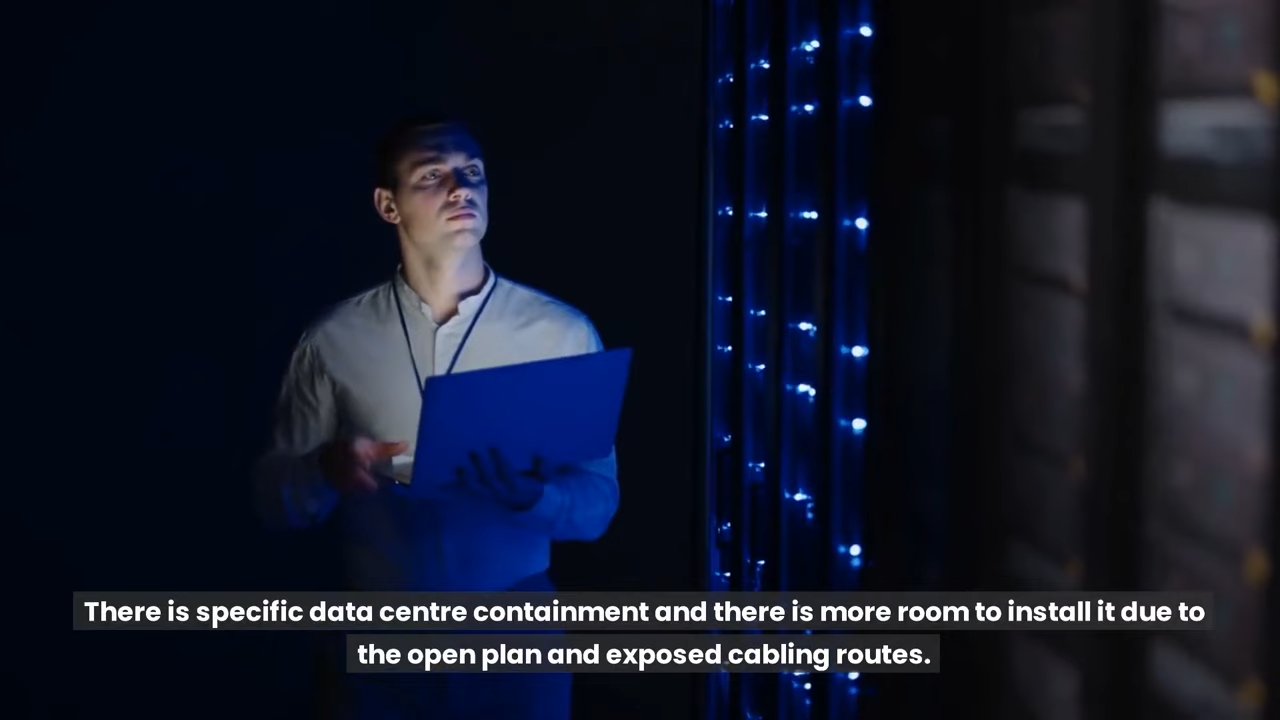 There is specific data centre containment and there is more room to install it due to
the open plan and exposed cabling routes.